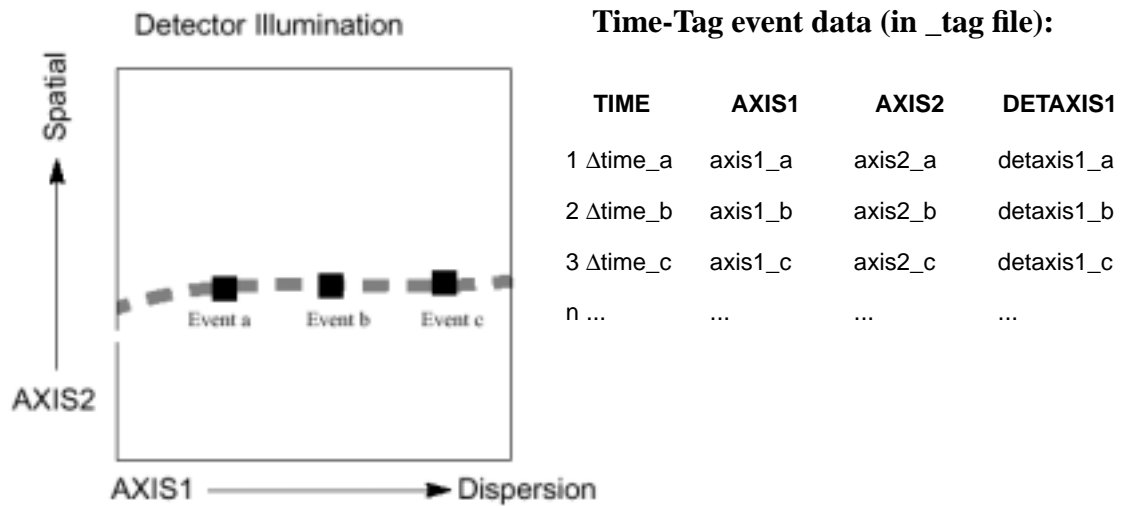 Detector Illumination
Spatial
Event a Event b Event c
AXIS2
AXIS1
Dispersion
Time-Tag event data (in _tag file):
TIME AXIS1 AXIS2 DETAXIS1
1 Δtime_a axis1_a axis2_a detaxis1_a
2 Δtime_b axis1_b axis2_b detaxis1_b
3 Δtime_c axis1_c axis2_c detaxis1_c
n ... ... ... ...